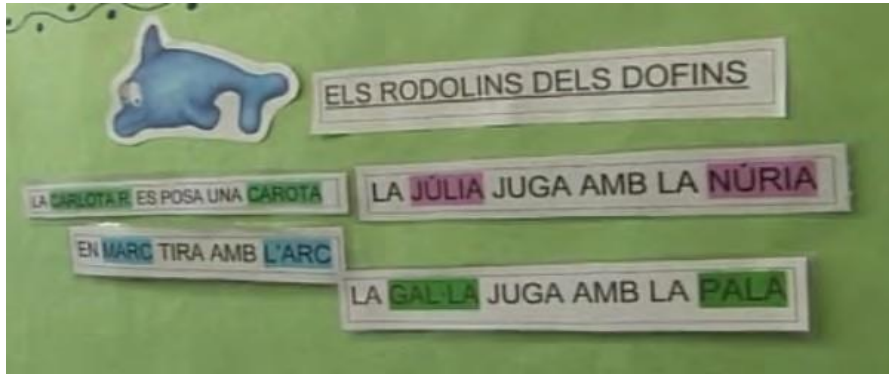 ELS RODOLINS DELS DOFINS
LA CARLOTA R. ES POSA UNA CAROTA
LA JÚLIA JUGA AMB LA NÚRIA
EN MARC TIRA AMB L'ARC
LA GAL·LA JUGA AMB LA PALA